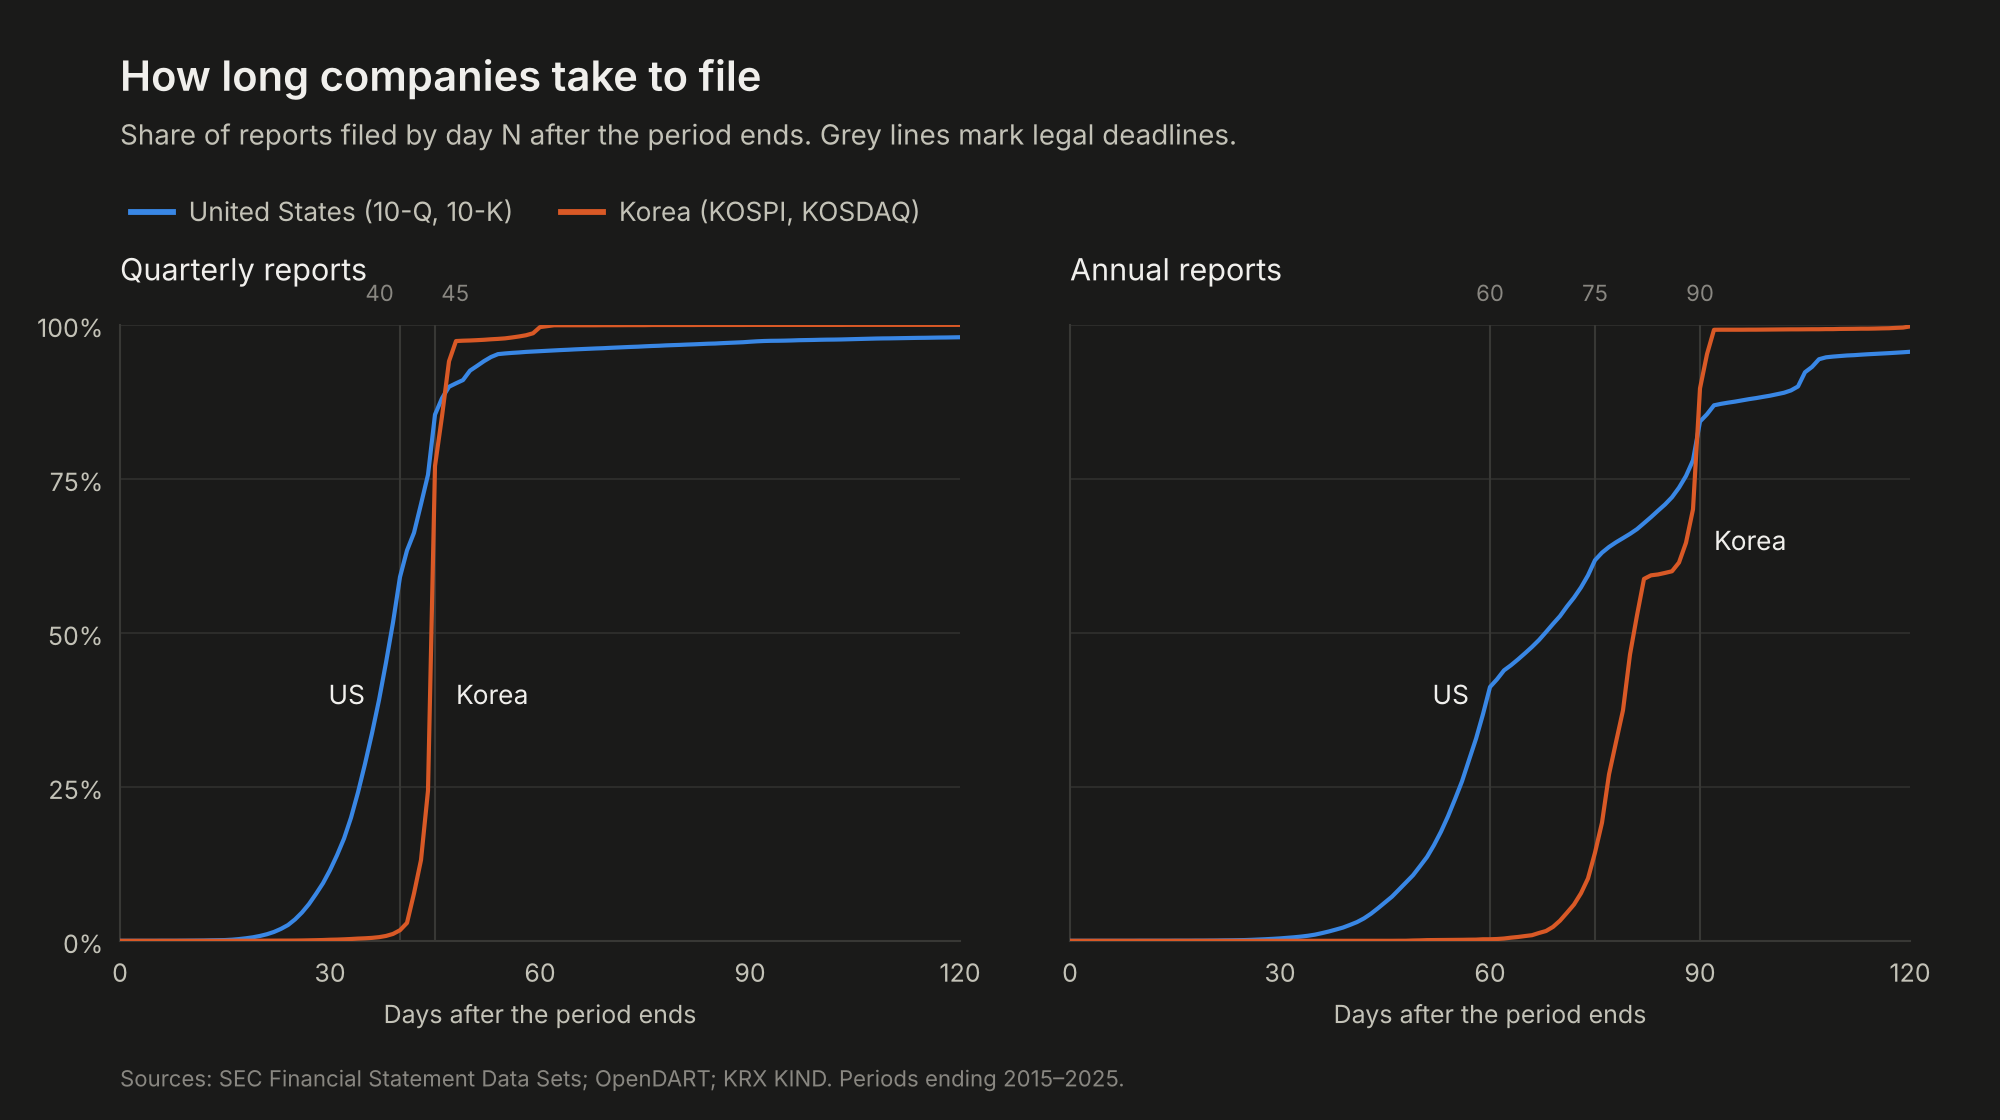 How long companies take to file
Share of reports filed by day N after the period ends. Grey lines mark legal deadlines.
United States (10-Q, 10-K)
Korea (KOSPI, KOSDAQ)
Quarterly reports
40
45
100%
75%
50%
25%
0%
US
Korea
0
30
60
90
120
Days after the period ends
Annual reports
60
75
90
US
Korea
0
30
60
90
120
Days after the period ends
Sources: SEC Financial Statement Data Sets; OpenDART; KRX KIND. Periods ending 2015–2025.